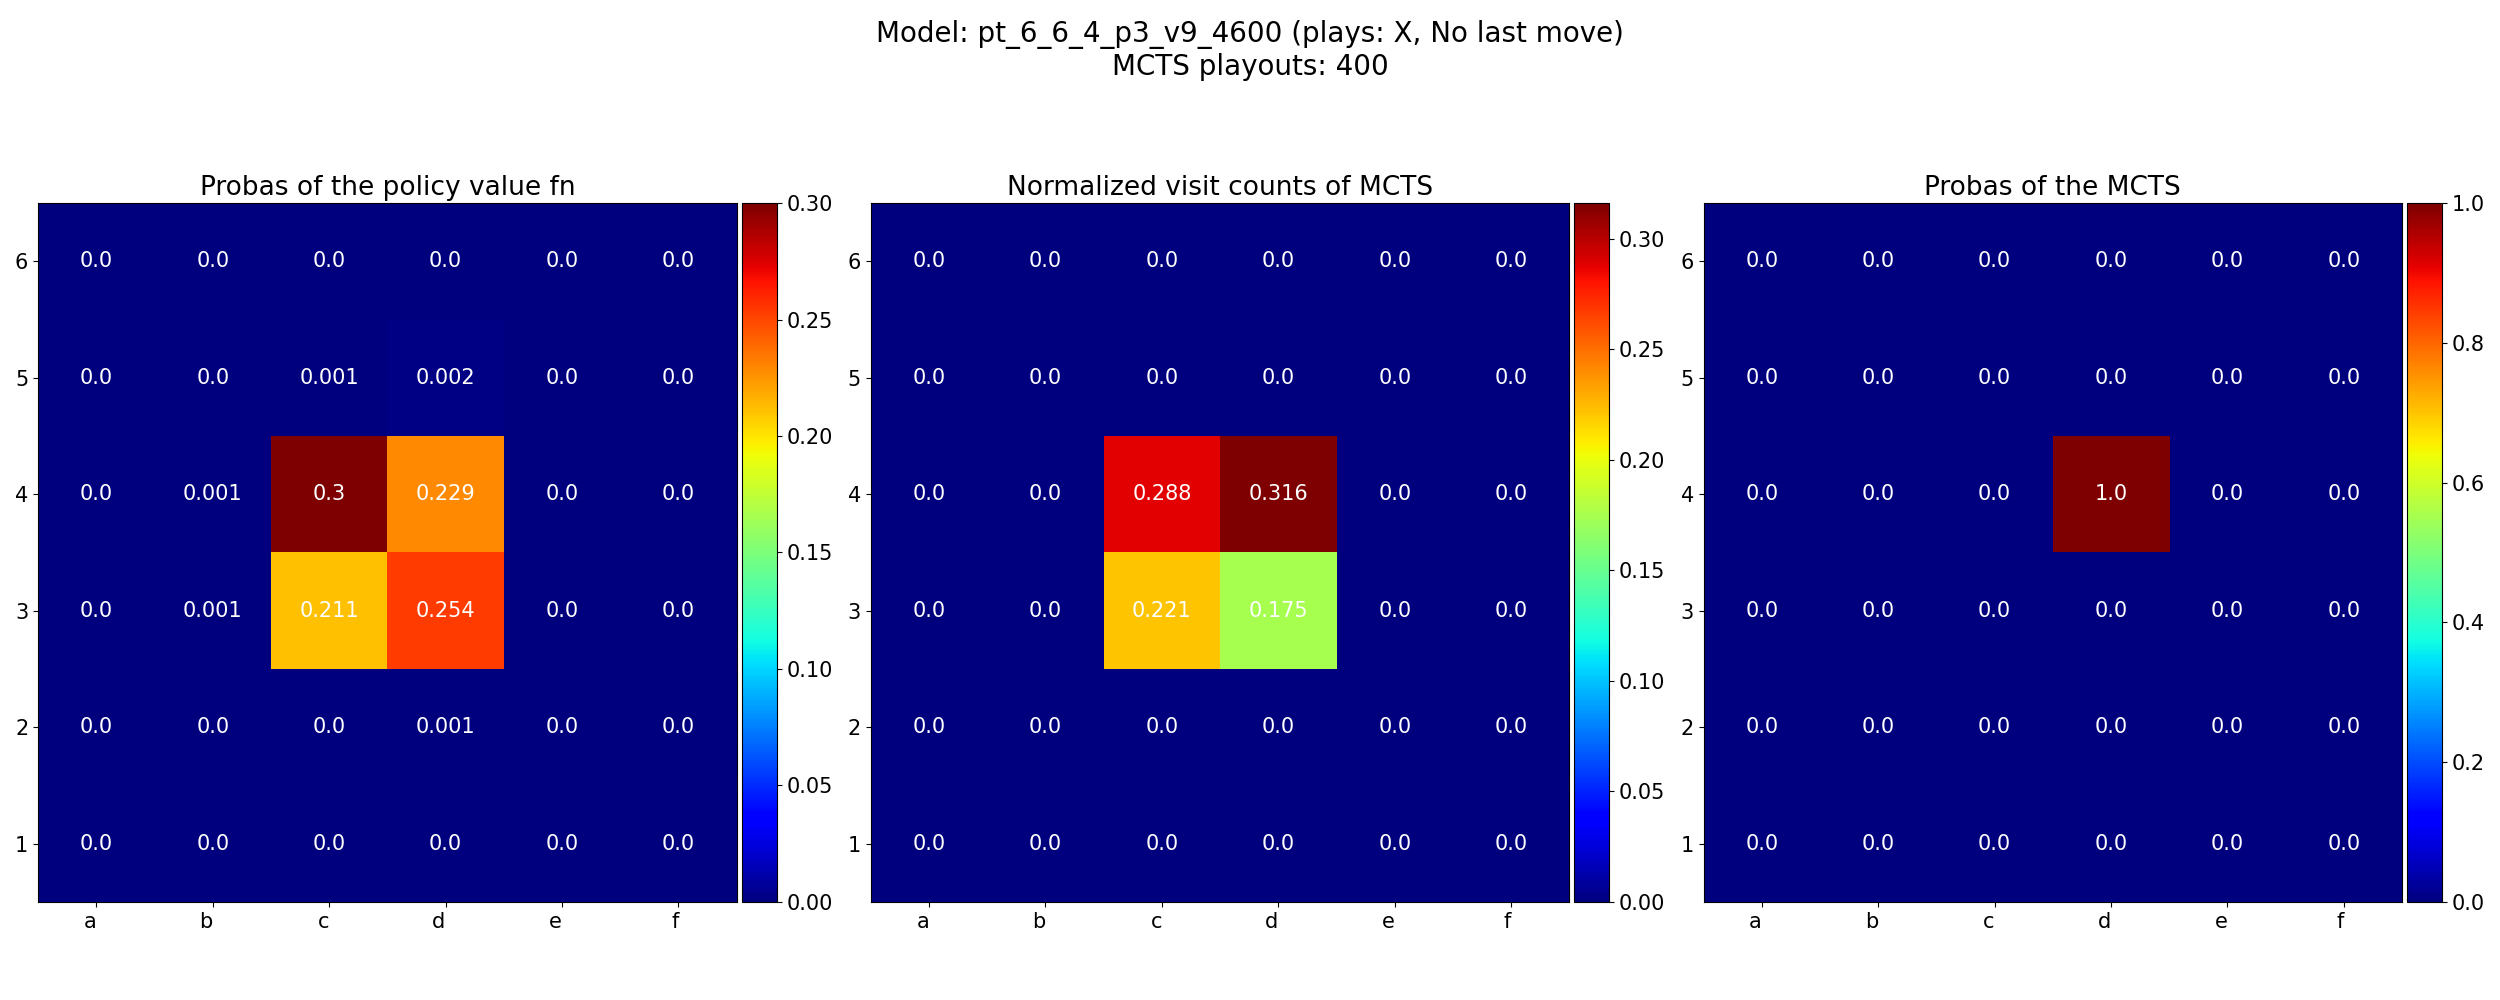 Model: pt_6_6_4_p3_v9_4600 (plays: X, No last move)
MCTS playouts: 400
Probas of the policy value fn
6 0.0 0.0 0.0 0.0 0.0 0.0
5 0.0 0.0 0.001 0.002 0.0 0.0
4 0.0 0.001 0.3 0.229 0.0 0.0
3 0.0 0.001 0.211 0.254 0.0 0.0
2 0.0 0.0 0.0 0.001 0.0 0.0
1 0.0 0.0 0.0 0.0 0.0 0.0
a b c d e f
0.30
0.25
0.20
0.15
0.10
0.05
0.00
Normalized visit counts of MCTS
6 0.0 0.0 0.0 0.0 0.0 0.0
5 0.0 0.0 0.0 0.0 0.0 0.0
4 0.0 0.0 0.288 0.316 0.0 0.0
3 0.0 0.0 0.221 0.175 0.0 0.0
2 0.0 0.0 0.0 0.0 0.0 0.0
1 0.0 0.0 0.0 0.0 0.0 0.0
a b c d e f
0.30
0.25
0.20
0.15
0.10
0.05
0.00
Probas of the MCTS
6 0.0 0.0 0.0 0.0 0.0 0.0
5 0.0 0.0 0.0 0.0 0.0 0.0
4 0.0 0.0 0.0 1.0 0.0 0.0
3 0.0 0.0 0.0 0.0 0.0 0.0
2 0.0 0.0 0.0 0.0 0.0 0.0
1 0.0 0.0 0.0 0.0 0.0 0.0
a b c d e f
1.0
0.8
0.6
0.4
0.2
0.0